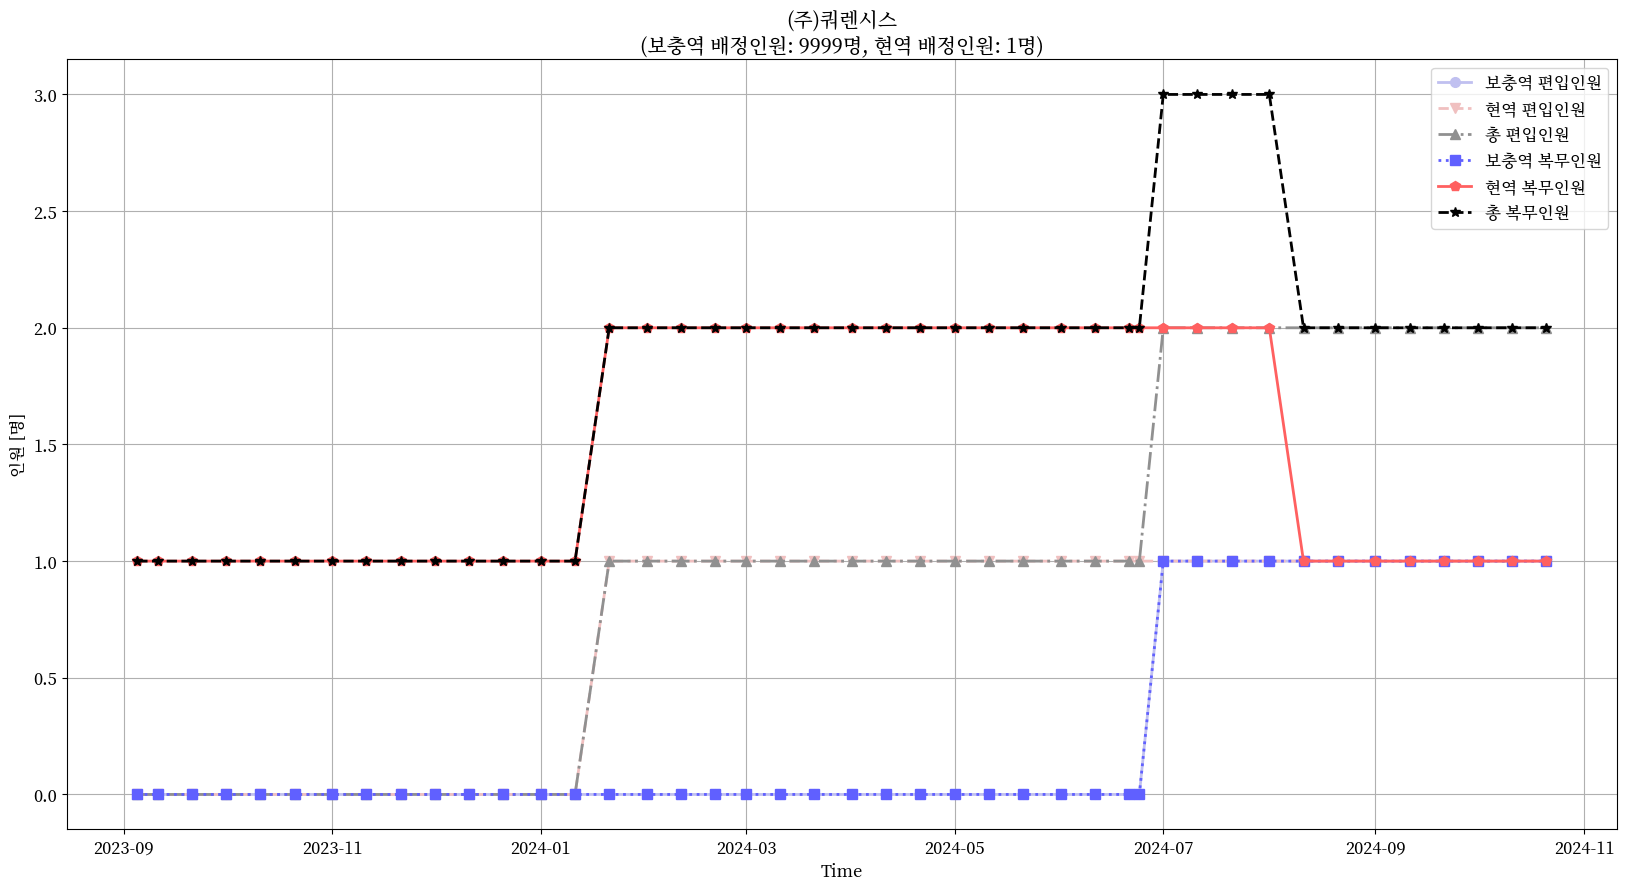 (주)쿼렌시스
(보충역 배정인원: 9999명, 현역 배정인원: 1명)
보충역 편입인원
현역 편입인원
총 편입인원
보충역 복무인원
현역 복무인원
총 복무인원
인원 [명]
3.0
2.5
2.0
1.5
1.0
0.5
0.0
2023-09
2023-11
2024-01
2024-03
2024-05
2024-07
2024-09
2024-11
Time